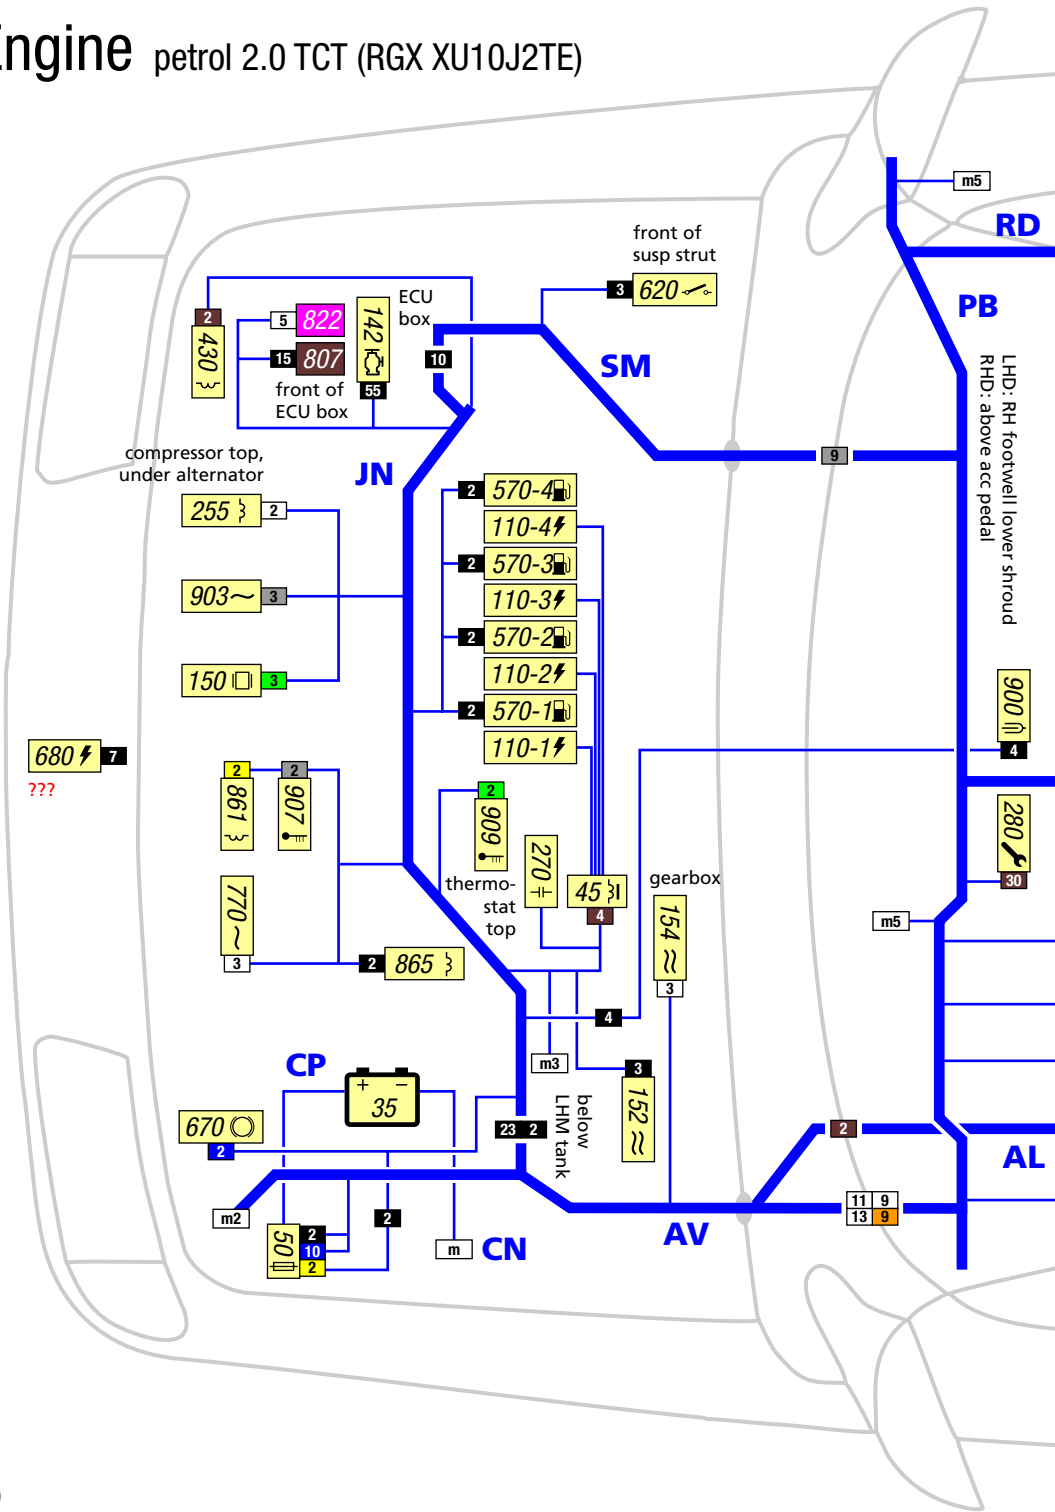 Engine petrol 2.0 TCT (RGX XU10J2TE)
m5
RD
front of
susp strut
3 620
PB
ECU
box
2
430
5 822
15 807
142
55
front of
ECU box
10
SM
LHD: RH footwell lower shroud
RHD: above acc pedal
compressor top,
under alternator
JN
9
255 2
2 570-4
110-4
903 3
2 570-3
110-3
150 3
2 570-2
110-2
2 570-1
110-1
900
4
680 7
???
2
861
2
907
2
909
270
45
4
280
30
thermo-
stat
top
gearbox
154
3
m5
770
3
2 865
4
CP
+ −
35
m3
3
152
below
LHM tank
670
2
23 2
2
AL
m2
2
50
2
10
2
m
CN
AV
11 9
13 9